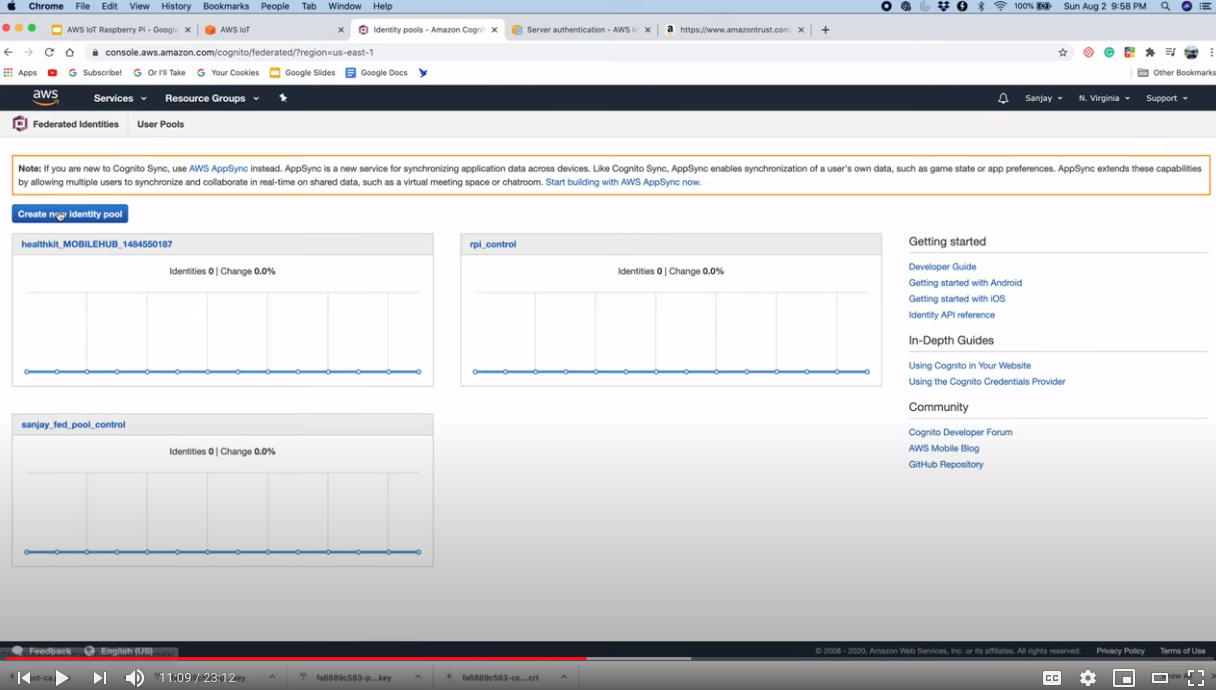 Chrome File Edit View History Bookmarks People Tab Window Help 100% Sun Aug 2 9:58 PM
AWS IoT Raspberry Pi - Google AWS IoT Identity pools - Amazon Cogni Server authentication - AWS Io https://www.amazontrust.com/
console.aws.amazon.com/cognito/federated/?region=us-east-1
Apps Subscribe! Or I'll Take Your Cookies Google Slides Google Docs Other Bookmarks
aws Services Resource Groups Sanjay N. Virginia Support
Federated Identities User Pools
Note: If you are new to Cognito Sync, use AWS AppSync instead. AppSync is a new service for synchronizing application data across devices. Like Cognito Sync, AppSync enables synchronization of a user's own data, such as game state or app preferences. AppSync extends these capabilities
by allowing multiple users to synchronize and collaborate in real-time on shared data, such as a virtual meeting space or chatroom. Start building with AWS AppSync now.
Create new identity pool
healthkit_MOBILEHUB_1484550187
Identities 0 | Change 0.0%
rpi_control
Identities 0 | Change 0.0%
sanjay_fed_pool_control
Identities 0 | Change 0.0%
Getting started
Developer Guide
Getting started with Android
Getting started with iOS
Identity API reference
In-Depth Guides
Using Cognito in Your Website
Using the Cognito Credentials Provider
Community
Cognito Developer Forum
AWS Mobile Blog
GitHub Repository
Feedback English (US) © 2008 - 2020, Amazon Web Services, Inc. or its affiliates. All rights reserved. Privacy Policy Terms of Use
fa6889c583-p....key fa6889c583-ce....crt
11:09 / 23:12 CC